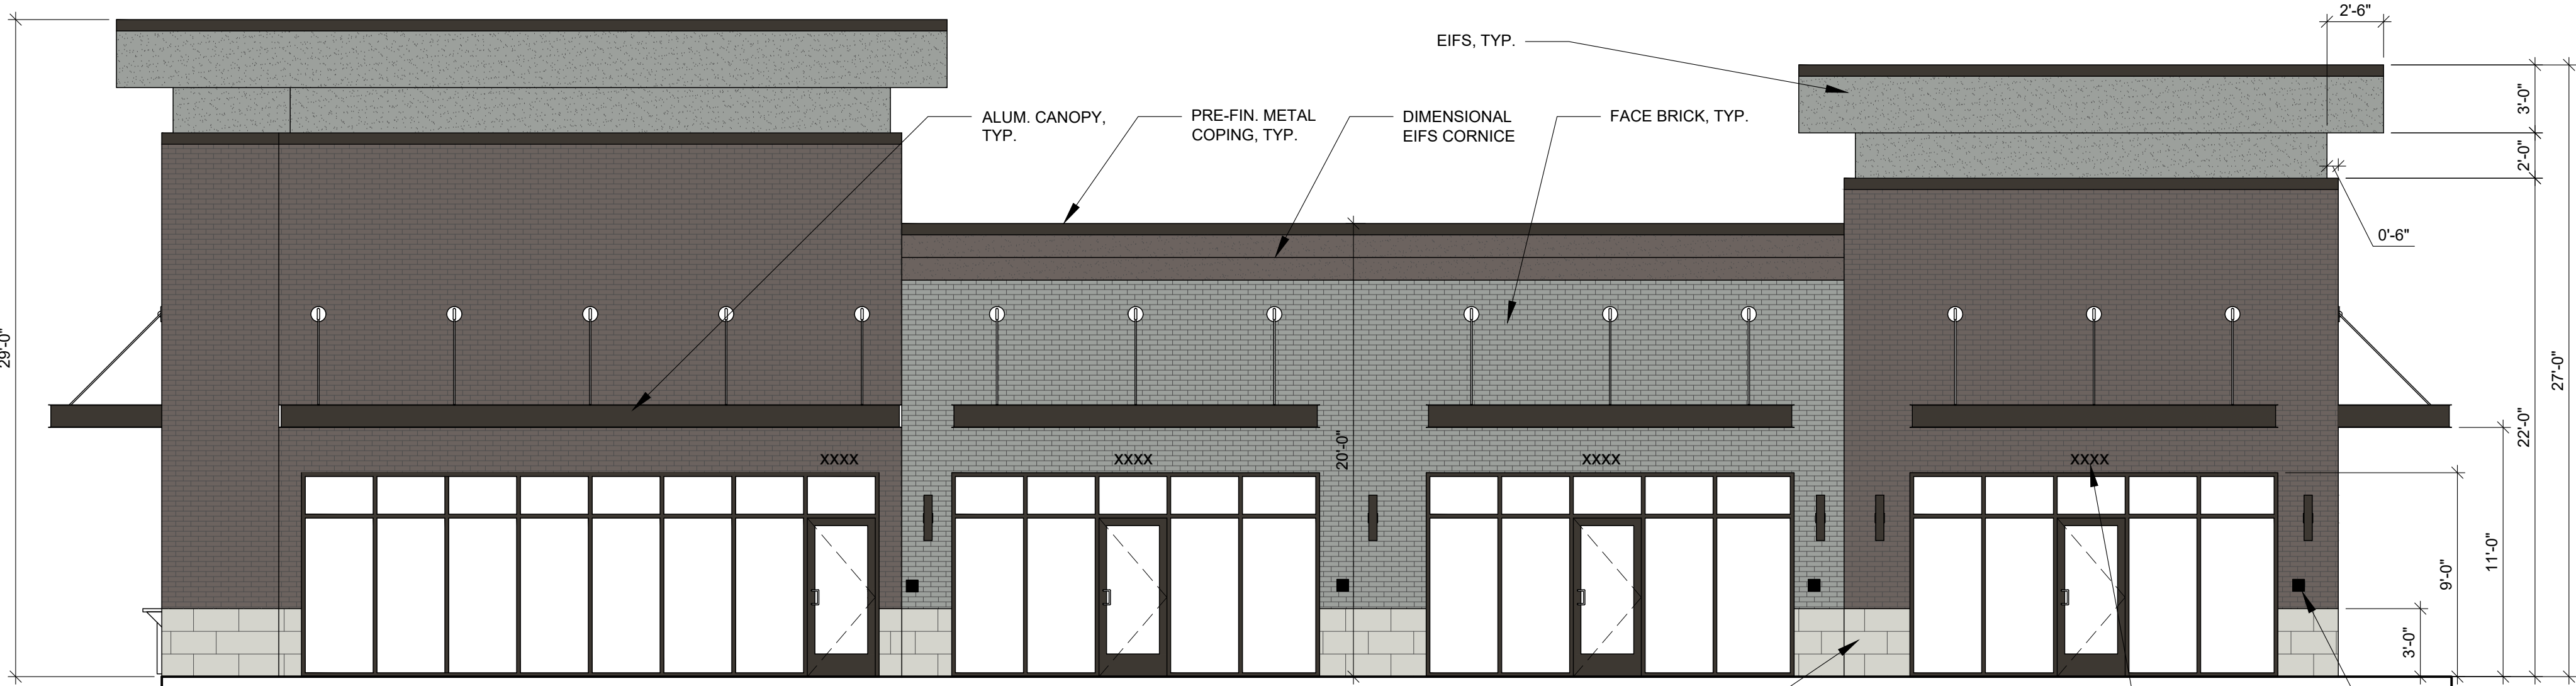 2'-6"
EIFS, TYP.
ALUM. CANOPY,
TYP.
PRE-FIN. METAL
COPING, TYP.
DIMENSIONAL
EIFS CORNICE
FACE BRICK, TYP.
3'-0"
2'-0"
0'-6"
29'-0"
27'-0"
22'-0"
20'-0"
XXXX
XXXX
XXXX
XXXX
11'-0"
9'-0"
3'-0"